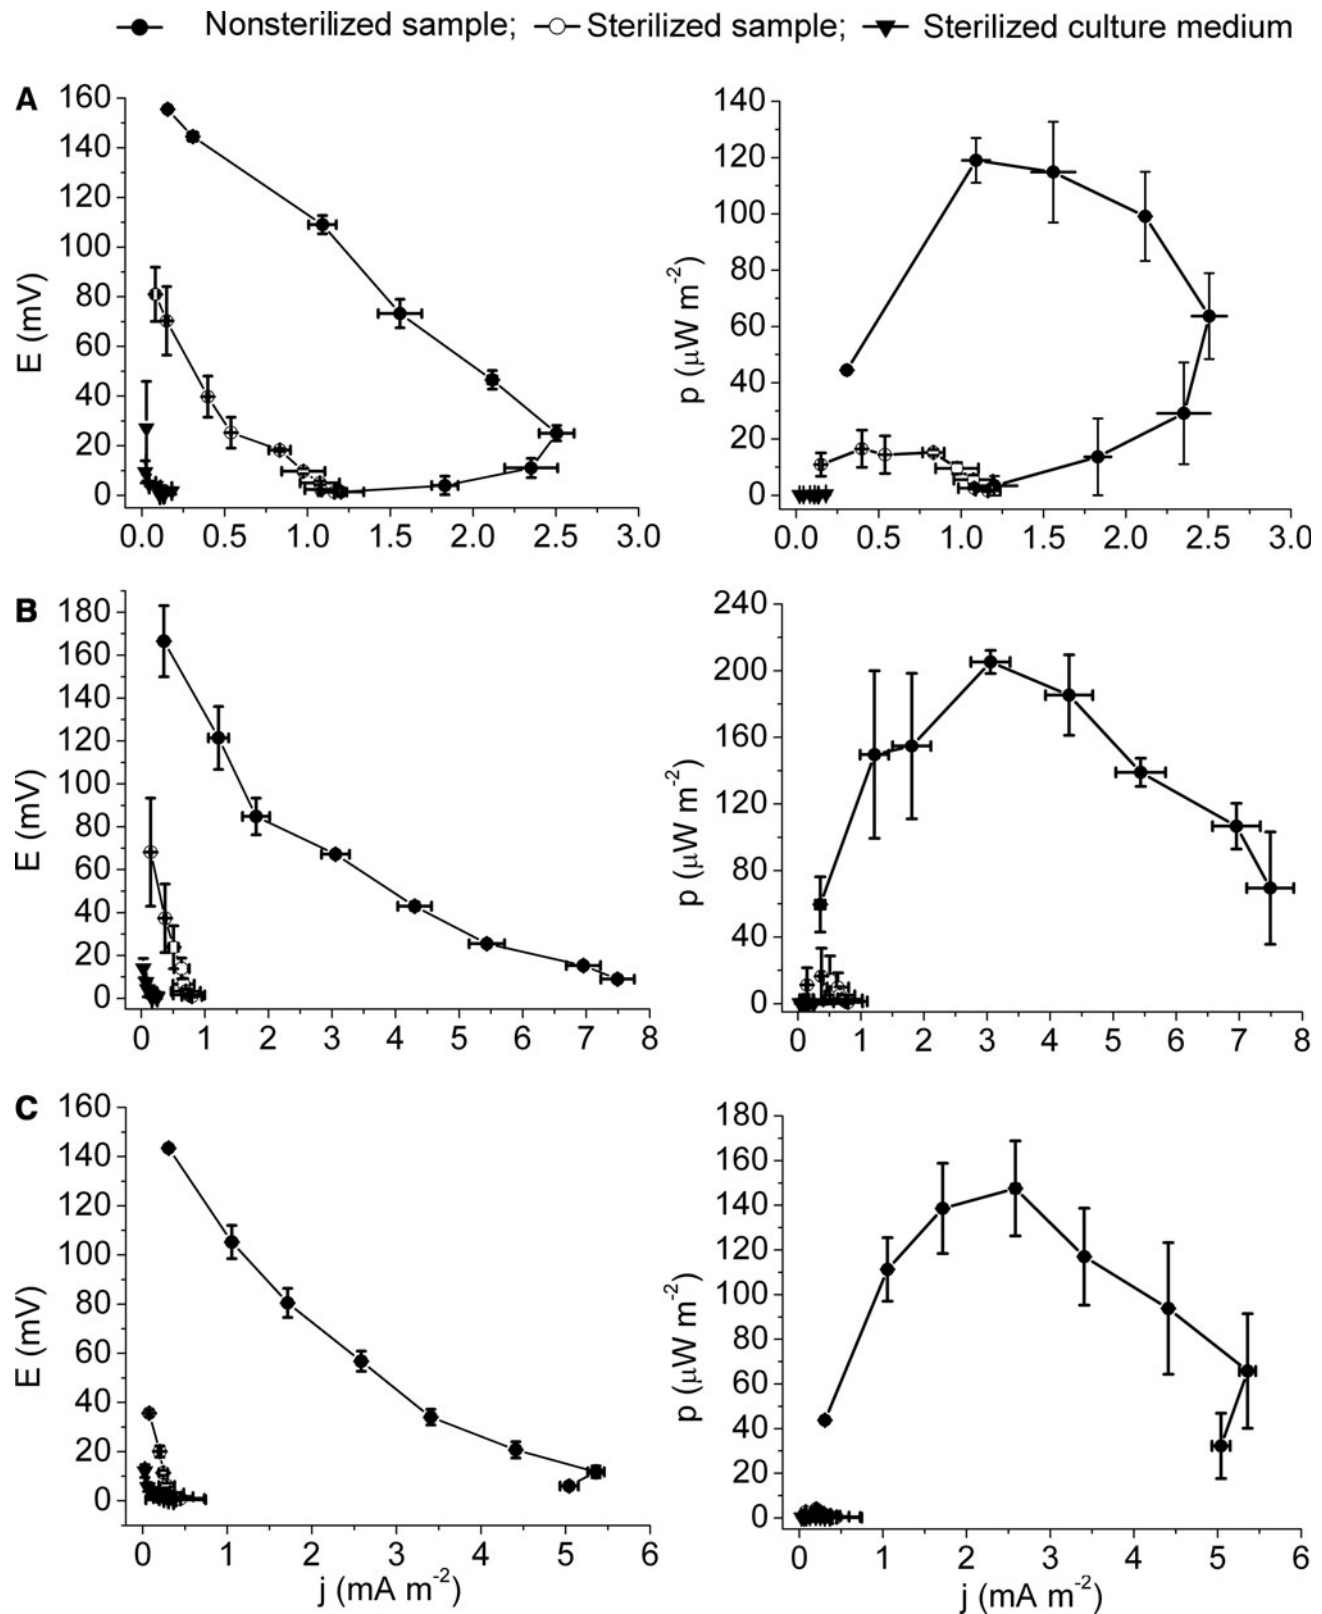 Nonsterilized sample; Sterilized sample; Sterilized culture medium
A
160
140
120
100
80
60
40
20
0
E (mV)
0.0 0.5 1.0 1.5 2.0 2.5 3.0
140
120
100
80
60
40
20
0
p (μW m-2)
0.0 0.5 1.0 1.5 2.0 2.5 3.0
B
180
160
140
120
100
80
60
40
20
0
E (mV)
0 1 2 3 4 5 6 7 8
240
200
160
120
80
40
0
p (μW m-2)
0 1 2 3 4 5 6 7 8
C
160
140
120
100
80
60
40
20
0
E (mV)
0 1 2 3 4 5 6
j (mA m-2)
180
160
140
120
100
80
60
40
20
0
p (μW m-2)
0 1 2 3 4 5 6
j (mA m-2)